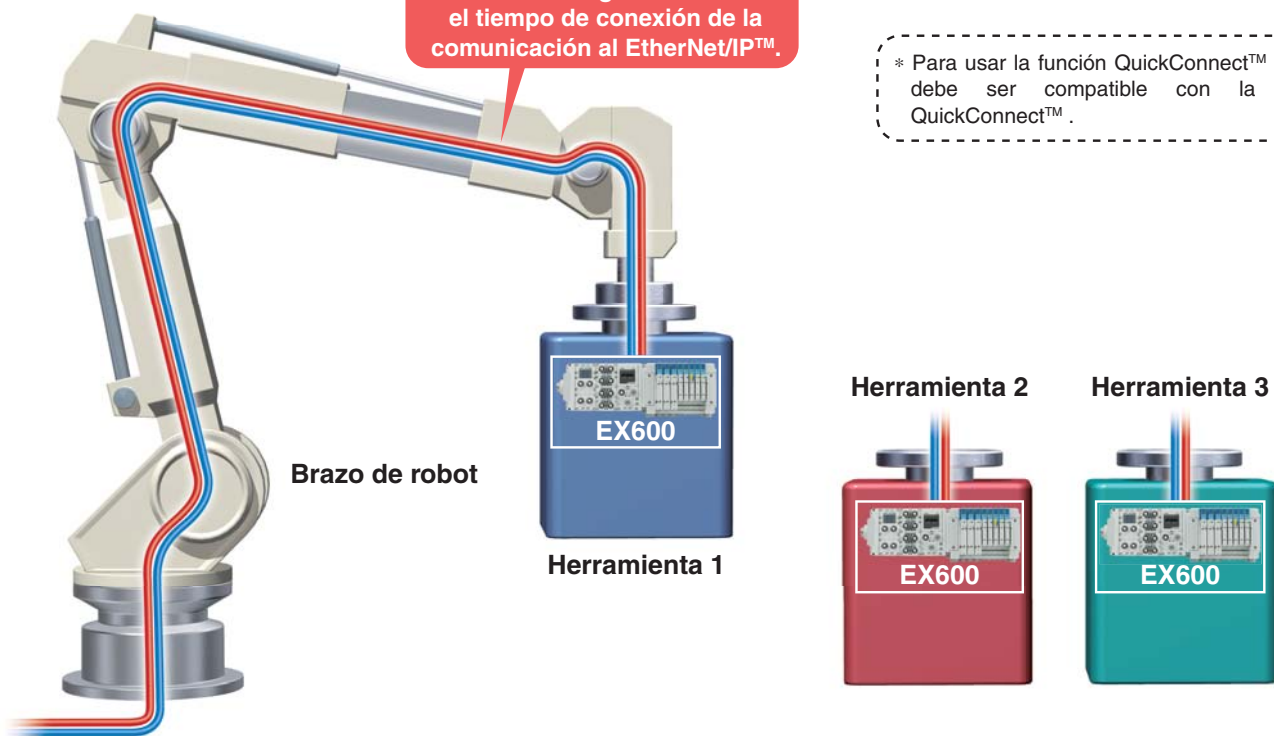 el tiempo de conexión de la
comunicación al EtherNet/IP™.
* Para usar la función QuickConnect™
debe ser compatible con la
QuickConnect™ .
Herramienta 2 Herramienta 3
EX600
Brazo de robot
Herramienta 1
EX600 EX600